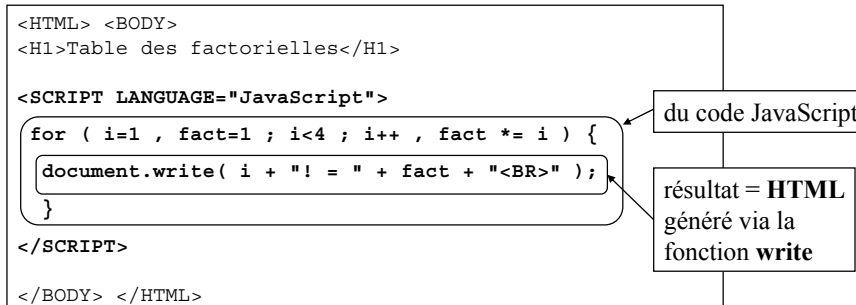 <HTML> <BODY>
<H1>Table des factorielles</H1>
<SCRIPT LANGUAGE="JavaScript">
for ( i=1 , fact=1 ; i<4 ; i++ , fact *= i ) {
document.write( i + "! = " + fact + "<BR>" );
}
</SCRIPT>
</BODY> </HTML>
du code JavaScript
résultat = HTML
généré via la
fonction write